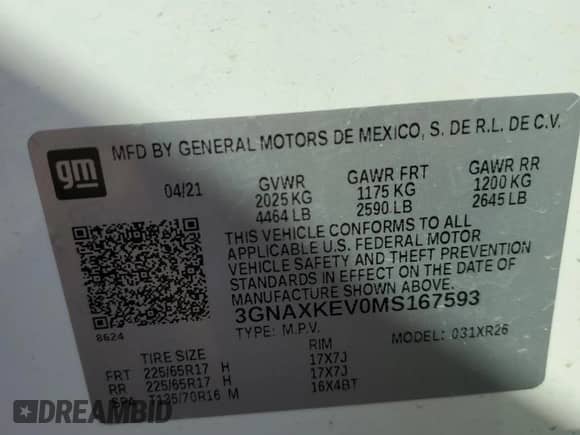 gm
MFD BY GENERAL MOTORS DE MEXICO, S. DE R.L. DE C.V.
04/21 GVWR GAWR FRT GAWR RR
2025 KG 1175 KG 1200 KG
4464 LB 2590 LB 2645 LB
THIS VEHICLE CONFORMS TO ALL
APPLICABLE U.S. FEDERAL MOTOR
VEHICLE SAFETY AND THEFT PREVENTION
STANDARDS IN EFFECT ON THE DATE OF
MANUFACTURE SHOWN ABOVE.
3GNAXKEV0MS167593
8624
TYPE: M.P.V. MODEL: 031XR26
TIRE SIZE RIM
FRT 225/65R17 H 17X7J
RR 225/65R17 H 17X7J
SPA T135/70R16 M 16X4BT
DREAMBID